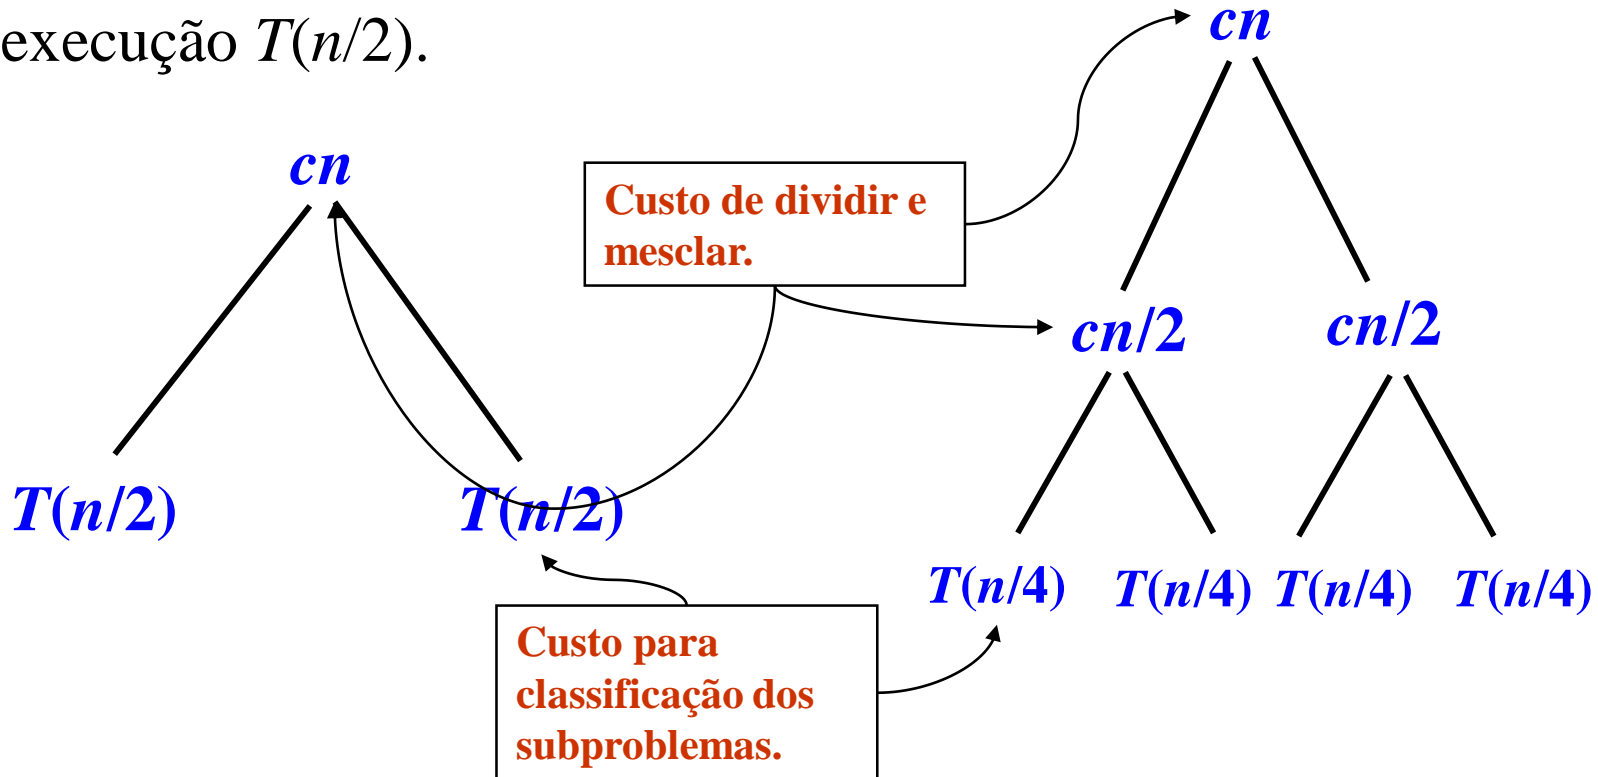 execução T(n/2).
cn
cn
Custo de dividir e
mesclar.
cn/2
cn/2
T(n/2)
T(n/2)
T(n/4)
T(n/4)
T(n/4)
T(n/4)
Custo para
classificação dos
subproblemas.